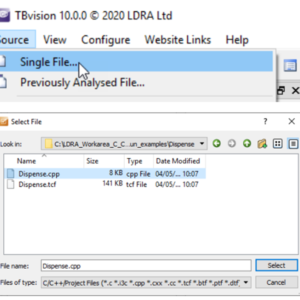 TBvision 10.0.0 © 2020 LDRA Ltd
Source View Configure Website Links Help
Single File...
Previously Analysed File...
Select File
Look in: C:\LDRA_Workarea_C_C...un_examples\Dispense
Name Size Type Date Modified
Dispense.cpp 8 KB cpp File 04/05/... 10:07
Dispense.tcf 141 KB tcf File 04/05/... 10:07
File name: Dispense.cpp Select
Files of type: C/C++/Project Files (*.c *.i3c *.cpp *.cxx *.cc *.tcf *.btf *.ptf *.dtf, Cancel